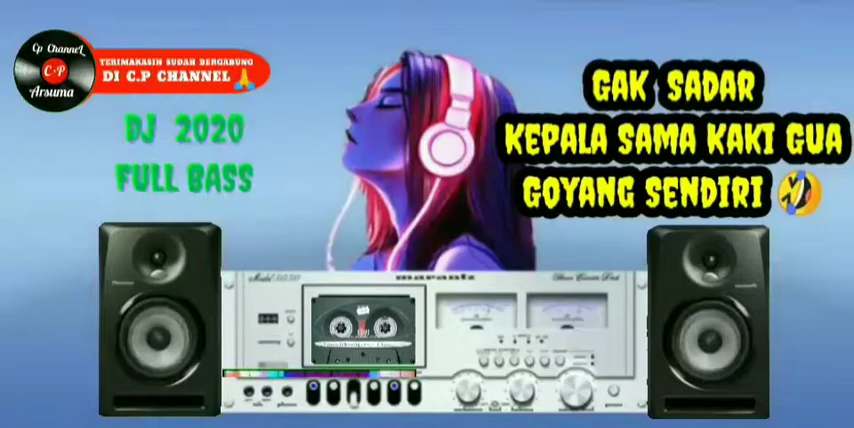 Cp Channel
C.P
Arsuma
TERIMAKASIH SUDAH BERGABUNG
DI C.P CHANNEL 🙏
DJ 2020
FULL BASS
GAK SADAR
KEPALA SAMA KAKI GUA
GOYANG SENDIRI 🤣
marantz